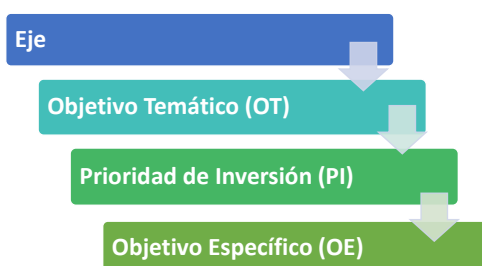 Eje
Objetivo Temático (OT)
Prioridad de Inversión (PI)
Objetivo Específico (OE)